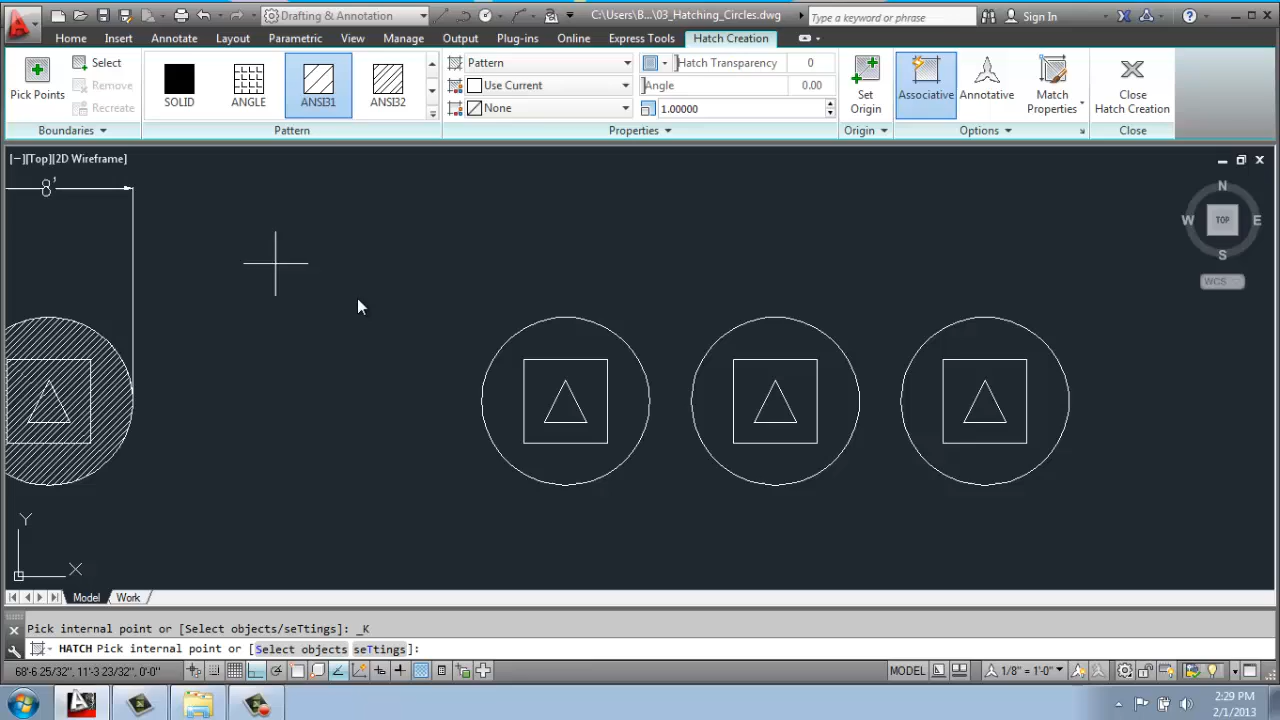 Drafting & Annotation
C:\Users\B...\03_Hatching_Circles.dwg
Type a keyword or phrase
Sign In
Home Insert Annotate Layout Parametric View Manage Output Plug-ins Online Express Tools Hatch Creation
Pick Points
Select
Remove
Recreate
Boundaries
SOLID
ANGLE
ANSI31
ANSI32
Pattern
Pattern
Use Current
None
Hatch Transparency 0
Angle 0.00
1.00000
Properties
Set Origin
Origin
Associative
Annotative
Match Properties
Options
Close Hatch Creation
Close
[−][Top][2D Wireframe]
8'
N
W TOP E
S
WCS
Y
X
Model Work
Pick internal point or [Select objects/seTtings]: _K
HATCH Pick internal point or [Select objects seTtings]:
68'-6 25/32", 11'-3 23/32", 0'-0"
MODEL
1/8" = 1'-0"
2:29 PM
2/1/2013